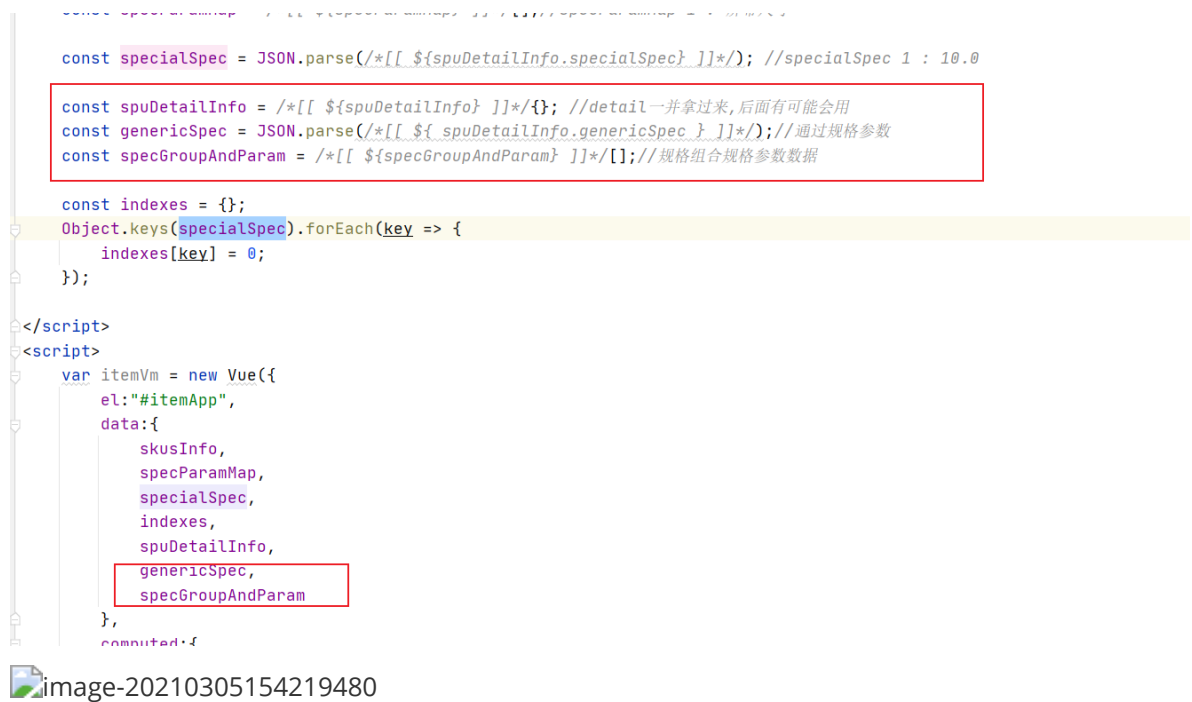 const specialSpec = JSON.parse(/*[[ ${spuDetailInfo.specialSpec} ]]*/); //specialSpec 1 : 10.0
const spuDetailInfo = /*[[ ${spuDetailInfo} ]]*/{}; //detail一并拿过来,后面有可能会用
const genericSpec = JSON.parse(/*[[ ${ spuDetailInfo.genericSpec } ]]*/);//通过规格参数
const specGroupAndParam = /*[[ ${specGroupAndParam} ]]*/[];//规格组合规格参数数据
const indexes = {};
Object.keys(specialSpec).forEach(key => {
indexes[key] = 0;
});
</script>
<script>
var itemVm = new Vue({
el:"#itemApp",
data:{
skusInfo,
specParamMap,
specialSpec,
indexes,
spuDetailInfo,
genericSpec,
specGroupAndParam
},
computed:{
image-20210305154219480